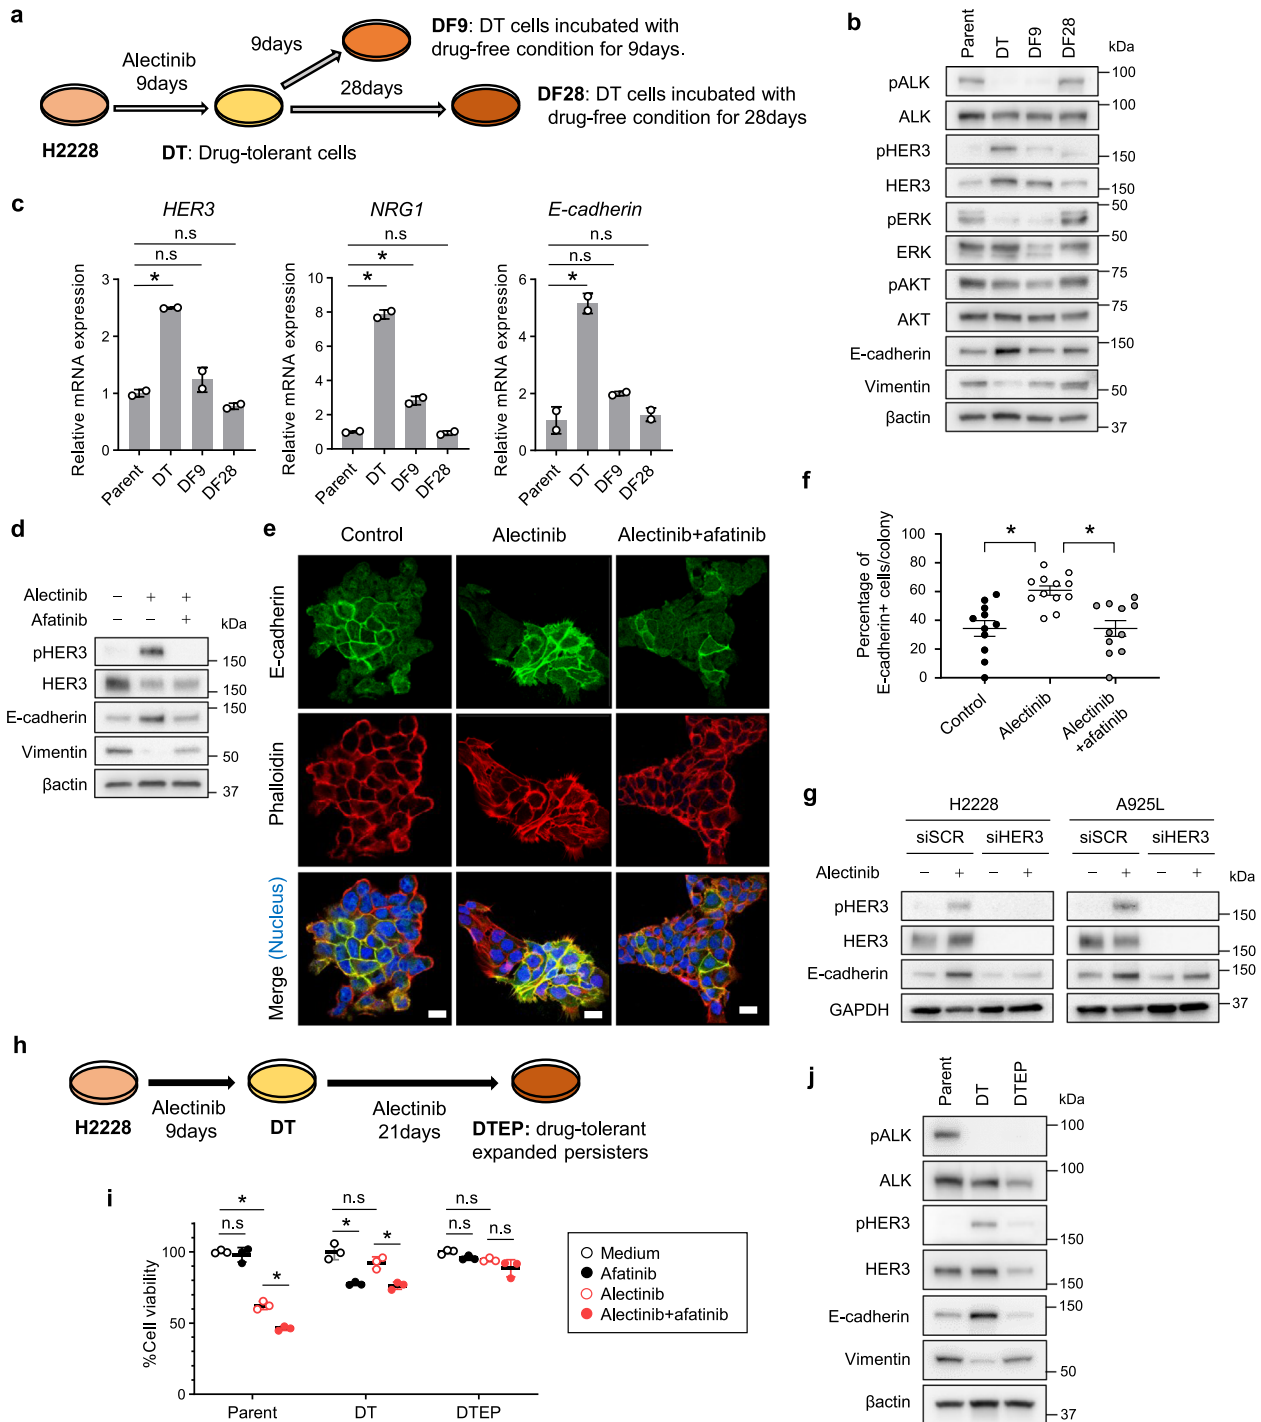 a
Alectinib
9days
9days
28days
DF9: DT cells incubated with
drug-free condition for 9days.
DF28: DT cells incubated with
drug-free condition for 28days
H2228
DT: Drug-tolerant cells
b
Parent
DT
DF9
DF28
kDa
pALK
100
ALK
100
pHER3
150
HER3
150
pERK
50
ERK
50
pAKT
75
AKT
75
E-cadherin
150
Vimentin
50
βactin
37
c
HER3
NRG1
E-cadherin
n.s
n.s
*
Relative mRNA expression
3
2
1
0
Parent
DT
DF9
DF28
n.s
*
*
Relative mRNA expression
10
8
6
4
2
0
Parent
DT
DF9
DF28
n.s
n.s
*
Relative mRNA expression
6
4
2
0
Parent
DT
DF9
DF28
d
Alectinib − + +
Afatinib − − +
kDa
pHER3
150
HER3
150
E-cadherin
150
Vimentin
50
βactin
37
e
Control
Alectinib
Alectinib+afatinib
E-cadherin
Phalloidin
Merge (Nucleus)
f
Percentage of
E-cadherin+ cells/colony
100
80
60
40
20
0
*
*
Control
Alectinib
Alectinib
+afatinib
g
H2228
A925L
siSCR
siHER3
siSCR
siHER3
Alectinib − + − + − + − +
kDa
pHER3
150
HER3
150
E-cadherin
150
GAPDH
37
h
H2228
Alectinib
9days
DT
Alectinib
21days
DTEP: drug-tolerant
expanded persisters
i
%Cell viability
100
50
0
*
n.s
*
n.s
*
*
n.s
n.s
n.s
Parent
DT
DTEP
Medium
Afatinib
Alectinib
Alectinib+afatinib
j
Parent
DT
DTEP
kDa
pALK
100
ALK
100
pHER3
150
HER3
150
E-cadherin
150
Vimentin
50
βactin
37